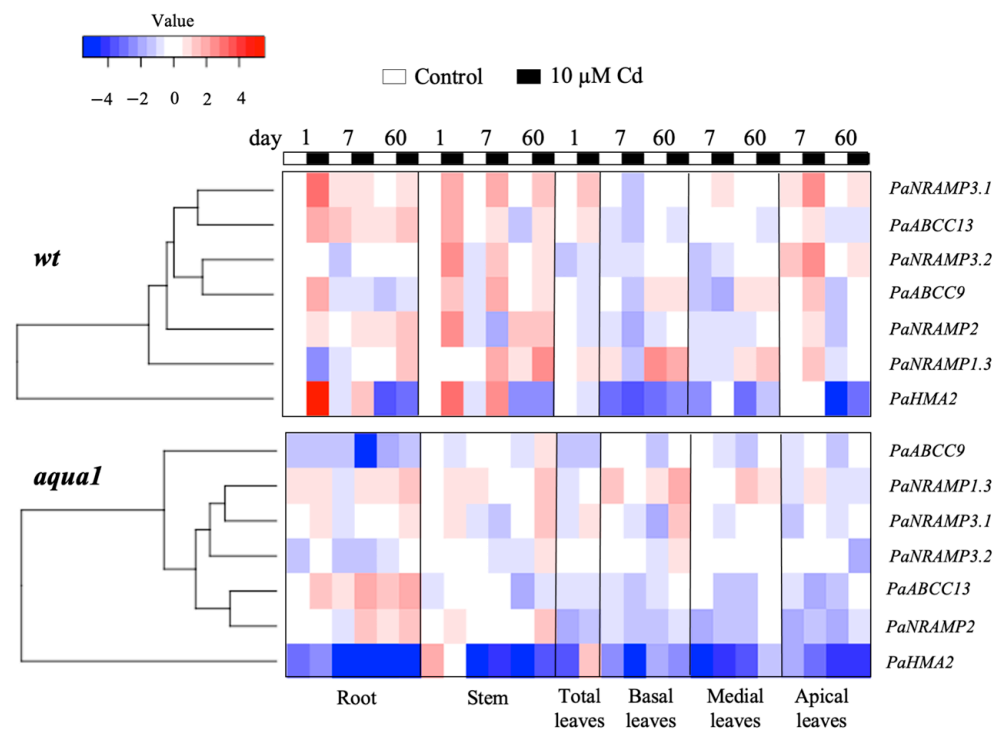 Value
−4 −2 0 2 4
Control 10 μM Cd
day 1 7 60 1 7 60 1 7 60 7 60 7 60
wt
PaNRAMP3.1
PaABCC13
PaNRAMP3.2
PaABCC9
PaNRAMP2
PaNRAMP1.3
PaHMA2
aqua1
PaABCC9
PaNRAMP1.3
PaNRAMP3.1
PaNRAMP3.2
PaABCC13
PaNRAMP2
PaHMA2
Root Stem Total Basal Medial Apical
leaves leaves leaves leaves